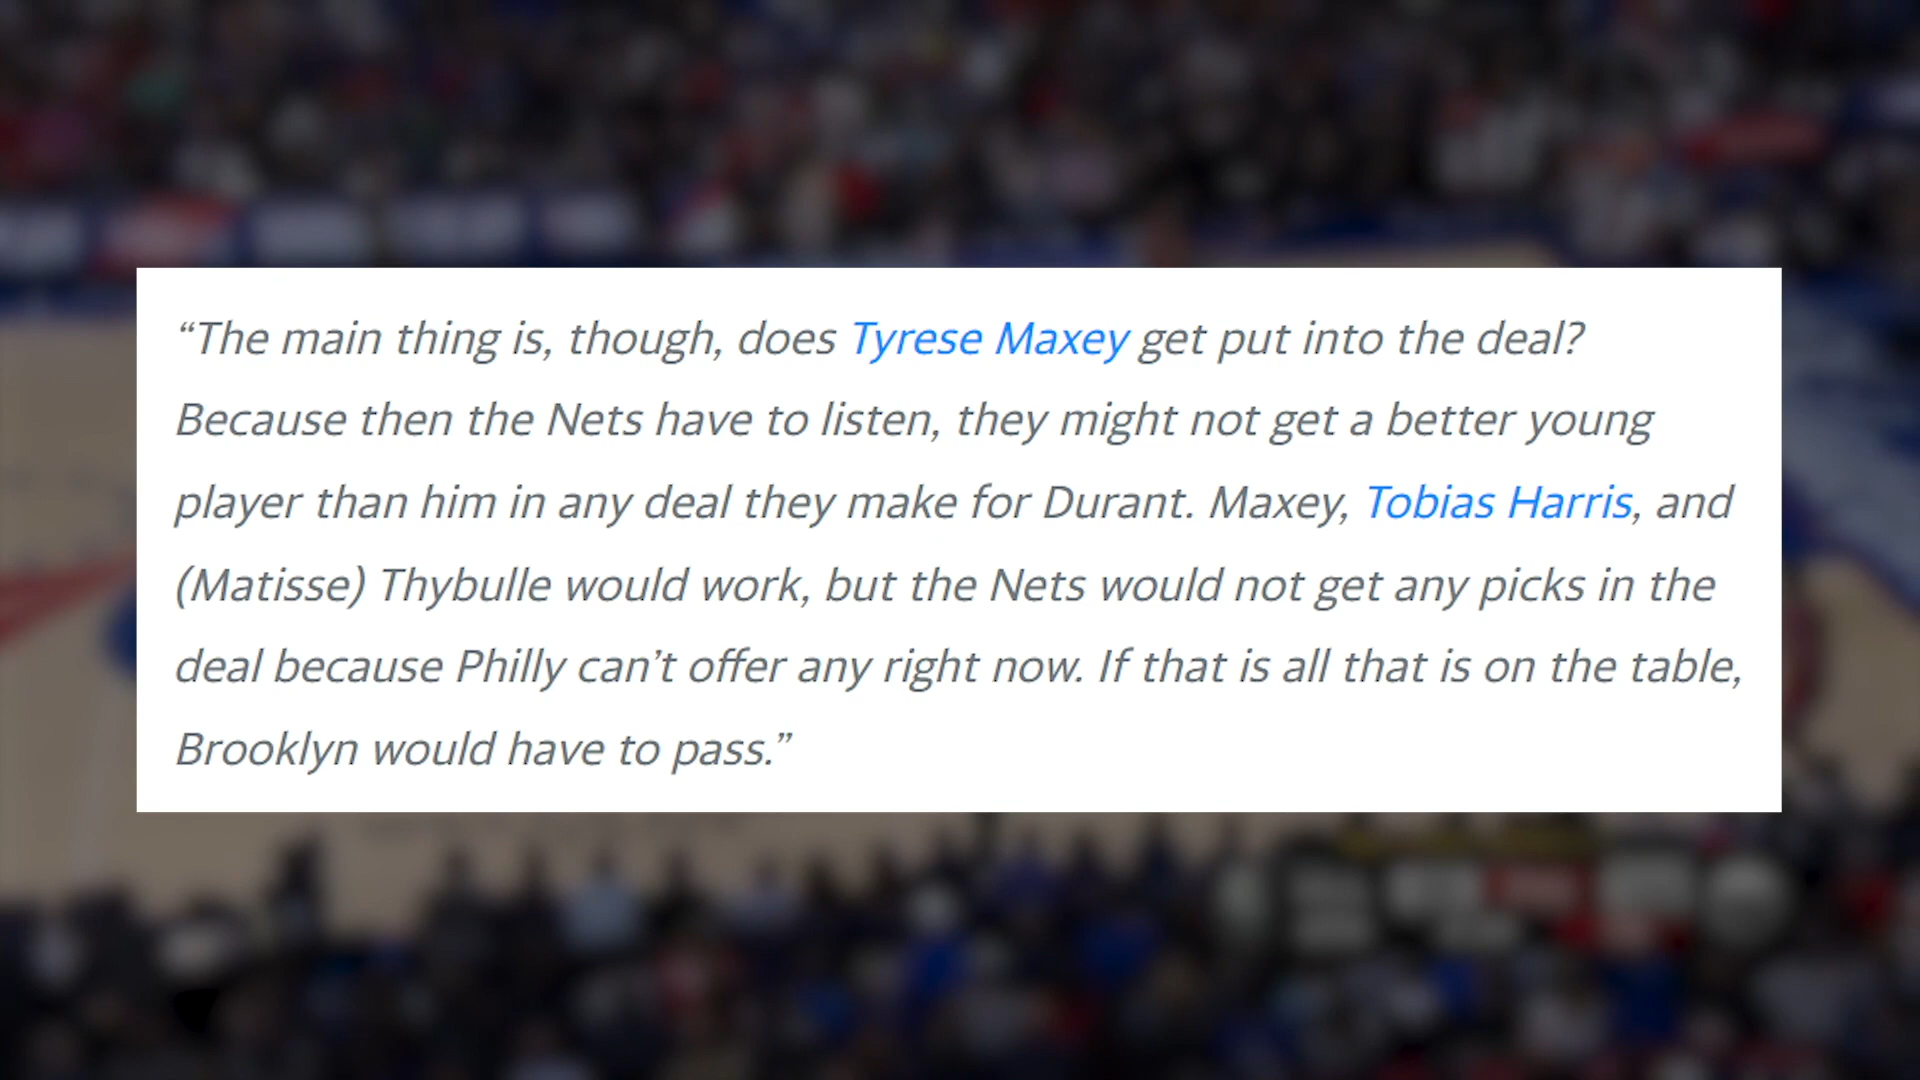 “The main thing is, though, does Tyrese Maxey get put into the deal?
Because then the Nets have to listen, they might not get a better young
player than him in any deal they make for Durant. Maxey, Tobias Harris, and
(Matisse) Thybulle would work, but the Nets would not get any picks in the
deal because Philly can’t offer any right now. If that is all that is on the table,
Brooklyn would have to pass.”